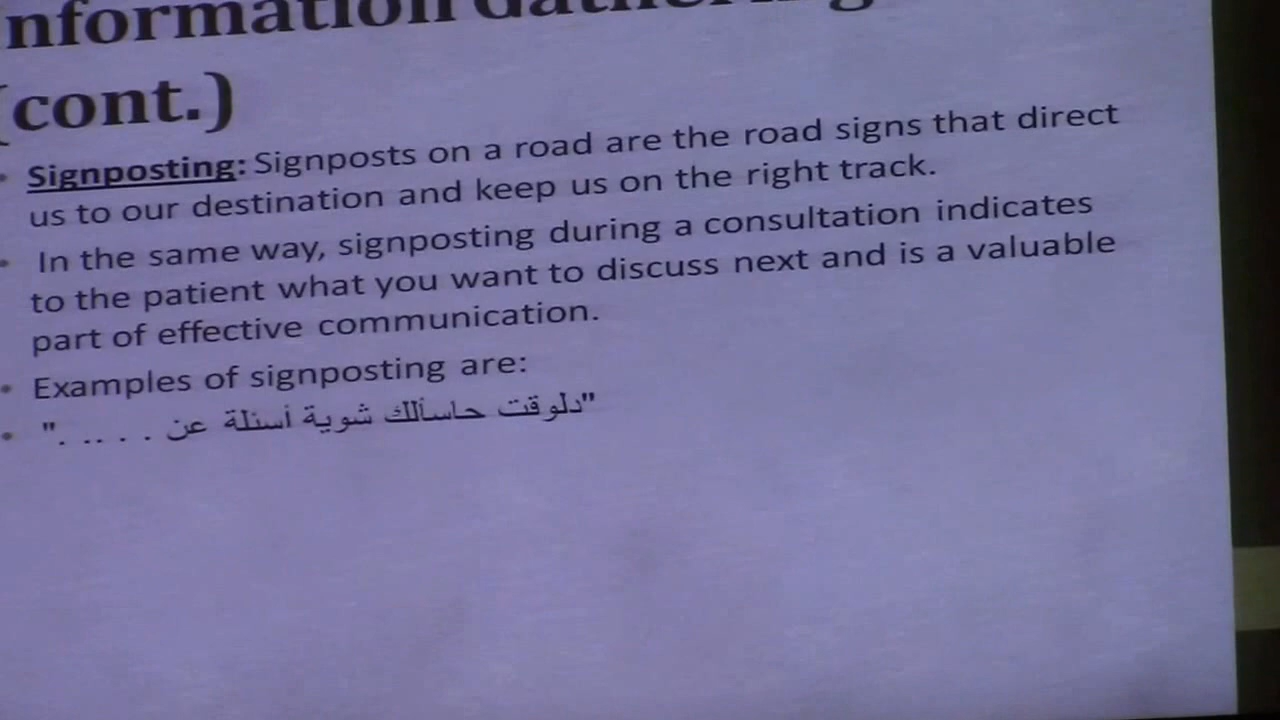 nformation Gathering
(cont.)
• Signposting: Signposts on a road are the road signs that direct
us to our destination and keep us on the right track.
• In the same way, signposting during a consultation indicates
to the patient what you want to discuss next and is a valuable
part of effective communication.
• Examples of signposting are:
• "دلوقت حاسألك شوية أسئلة عن . . .. ."